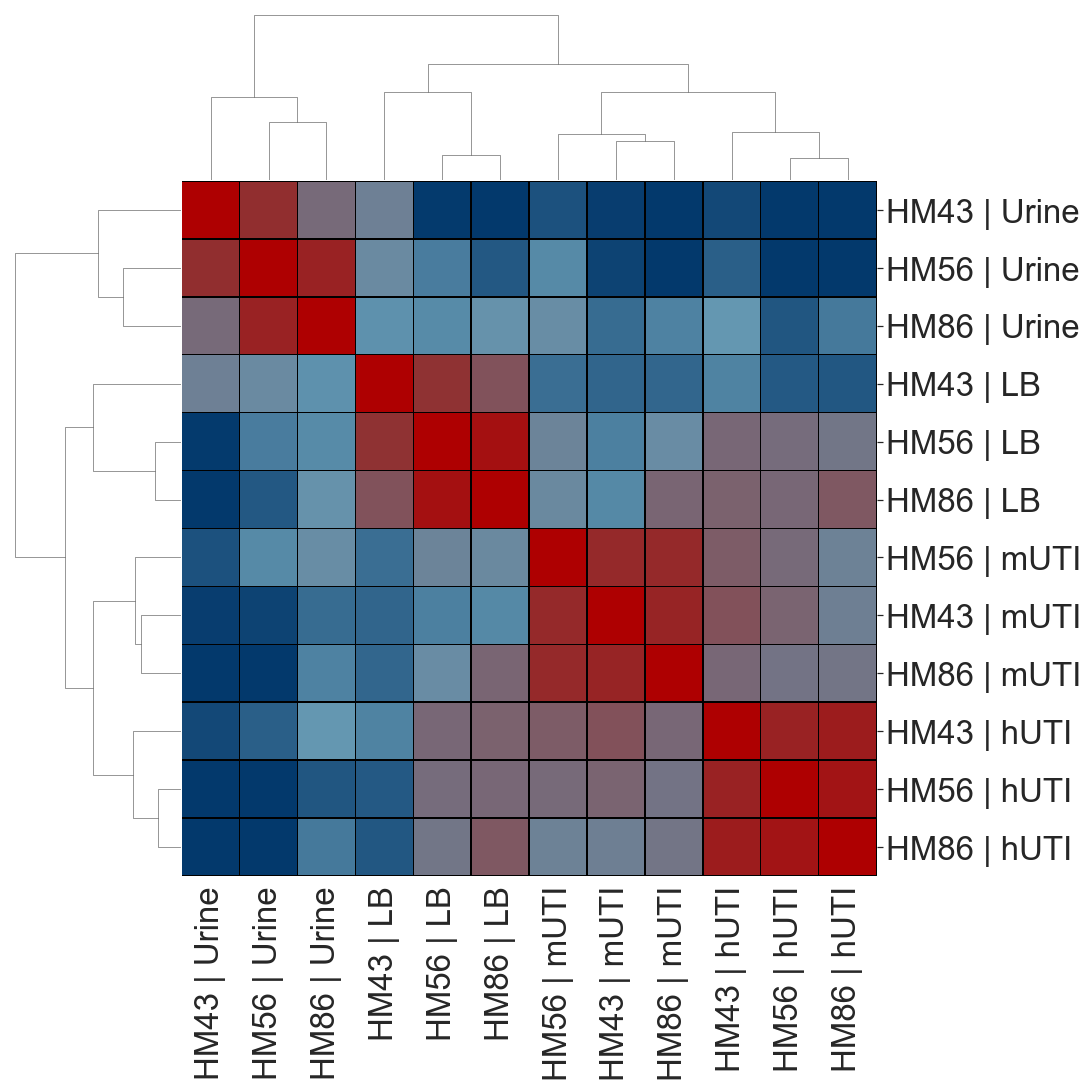 HM43 | Urine
HM56 | Urine
HM86 | Urine
HM43 | LB
HM56 | LB
HM86 | LB
HM56 | mUTI
HM43 | mUTI
HM86 | mUTI
HM43 | hUTI
HM56 | hUTI
HM86 | hUTI
HM43 | Urine
HM56 | Urine
HM86 | Urine
HM43 | LB
HM56 | LB
HM86 | LB
HM56 | mUTI
HM43 | mUTI
HM86 | mUTI
HM43 | hUTI
HM56 | hUTI
HM86 | hUTI